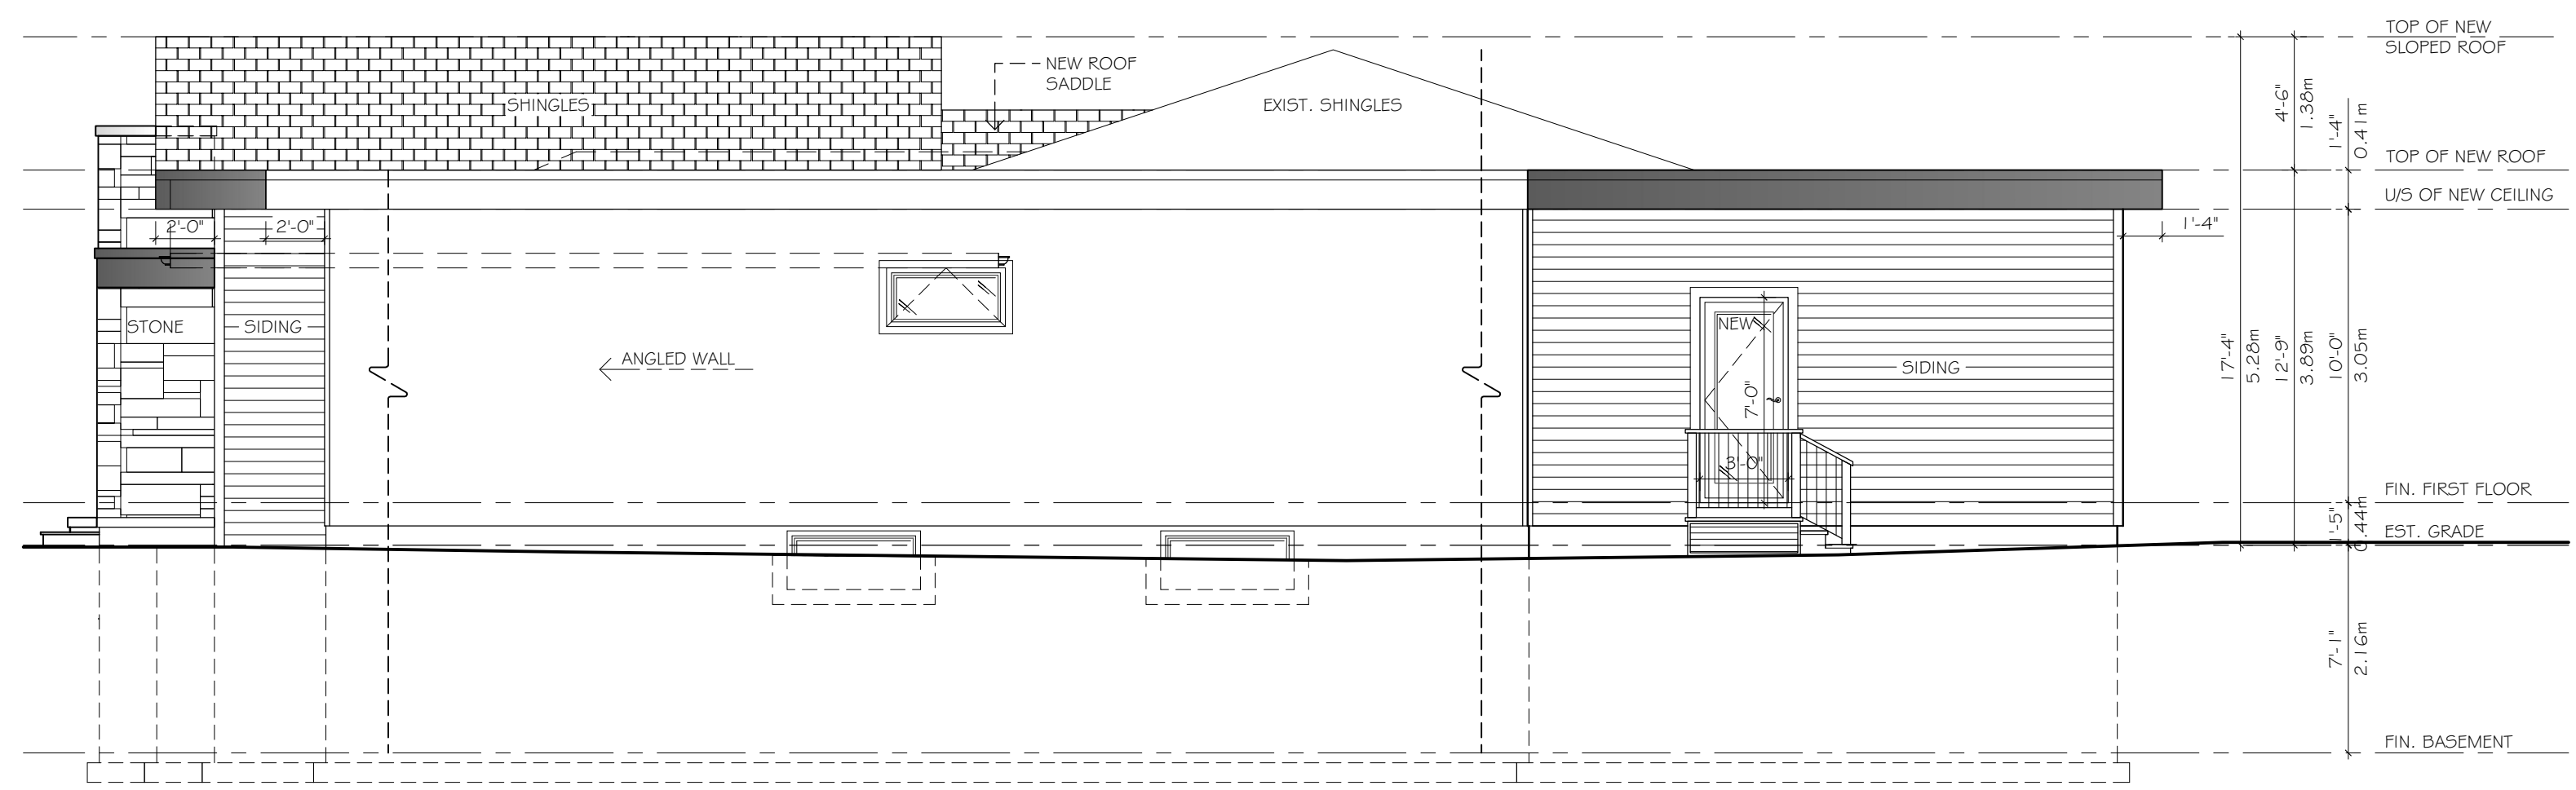 TOP OF NEW
SLOPED ROOF
NEW ROOF
SADDLE
SHINGLES
EXIST. SHINGLES
4'-6"
1.38m
1'-4"
0.41m
TOP OF NEW ROOF
U/S OF NEW CEILING
2'-0"
2'-0"
1'-4"
STONE
SIDING
NEW
ANGLED WALL
SIDING
7'-0"
3'-0"
17'-4"
5.28m
12'-9"
3.89m
10'-0"
3.05m
FIN. FIRST FLOOR
1'-5"
0.44m
EST. GRADE
7'-1"
2.16m
FIN. BASEMENT